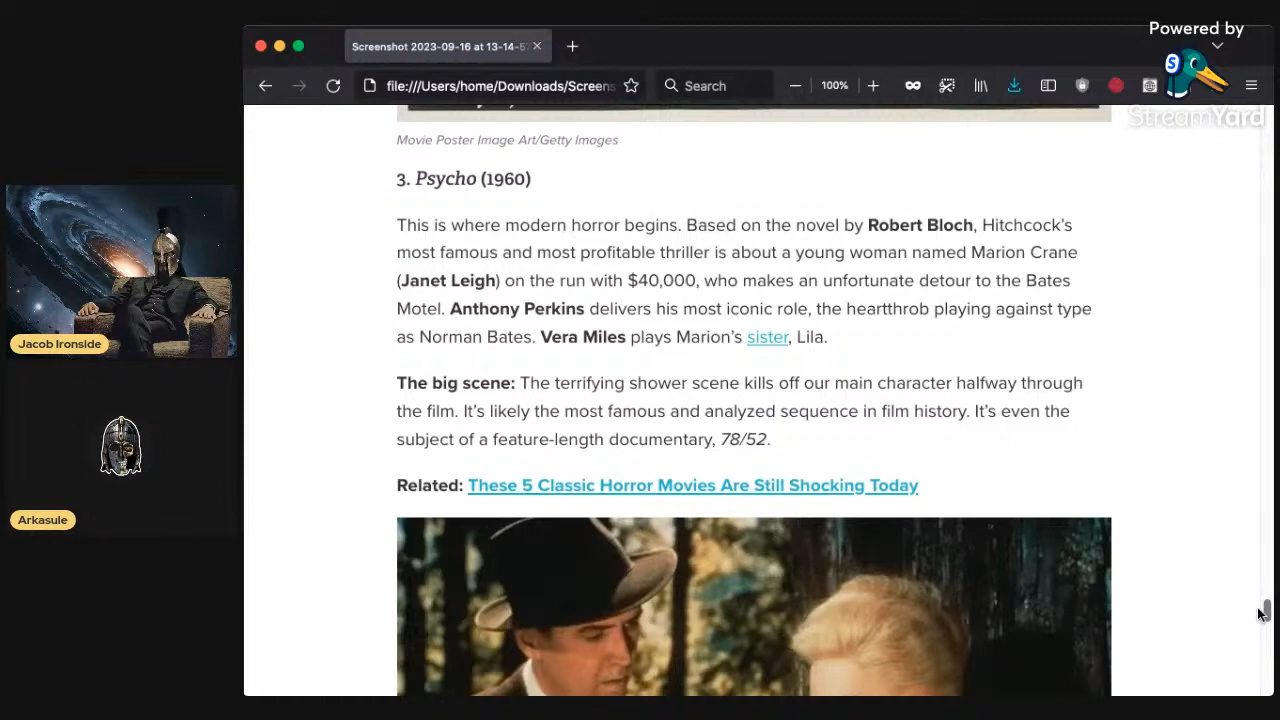 Powered by
StreamYard
Screenshot 2023-09-16 at 13-14-5
file:///Users/home/Downloads/Screens
Search
100%
Movie Poster Image Art/Getty Images
3. Psycho (1960)
This is where modern horror begins. Based on the novel by Robert Bloch, Hitchcock's
most famous and most profitable thriller is about a young woman named Marion Crane
(Janet Leigh) on the run with $40,000, who makes an unfortunate detour to the Bates
Motel. Anthony Perkins delivers his most iconic role, the heartthrob playing against type
as Norman Bates. Vera Miles plays Marion's sister, Lila.
The big scene: The terrifying shower scene kills off our main character halfway through
the film. It's likely the most famous and analyzed sequence in film history. It's even the
subject of a feature-length documentary, 78/52.
Related: These 5 Classic Horror Movies Are Still Shocking Today
Jacob Ironside
Arkasule